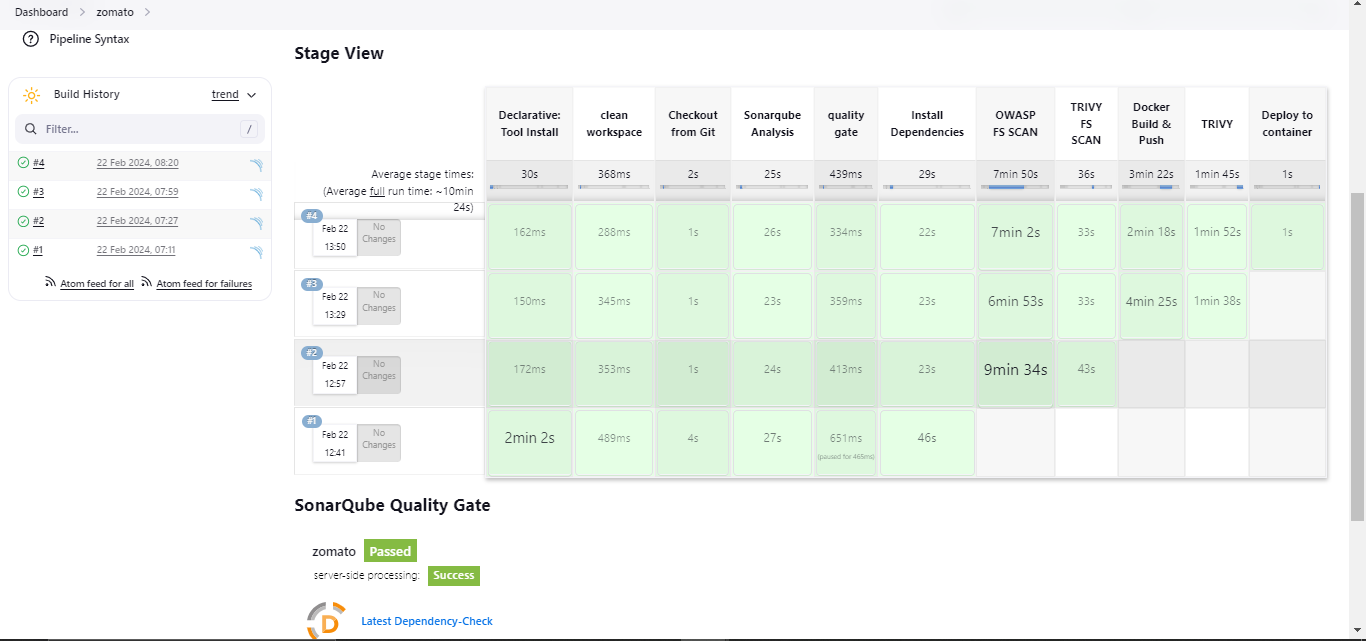 Dashboard > zomato >
Pipeline Syntax
Build History
trend
Filter...
/
#4 22 Feb 2024, 08:20
#3 22 Feb 2024, 07:59
#2 22 Feb 2024, 07:27
#1 22 Feb 2024, 07:11
Atom feed for all Atom feed for failures
Stage View
Declarative:
Tool Install
clean
workspace
Checkout
from Git
Sonarqube
Analysis
quality
gate
Install
Dependencies
OWASP
FS SCAN
TRIVY
FS
SCAN
Docker
Build &
Push
TRIVY
Deploy to
container
Average stage times:
(Average full run time: ~10min
24s)
30s 368ms 2s 25s 439ms 29s 7min 50s 36s 3min 22s 1min 45s 1s
#4
Feb 22
13:50
No
Changes
162ms 288ms 1s 26s 334ms 22s 7min 2s 33s 2min 18s 1min 52s 1s
#3
Feb 22
13:29
No
Changes
150ms 345ms 1s 23s 359ms 23s 6min 53s 33s 4min 25s 1min 38s
#2
Feb 22
12:57
No
Changes
172ms 353ms 1s 24s 413ms 23s 9min 34s 43s
#1
Feb 22
12:41
No
Changes
2min 2s 489ms 4s 27s 651ms 46s
(paused for 465ms)
SonarQube Quality Gate
zomato Passed
server-side processing: Success
D
Latest Dependency-Check